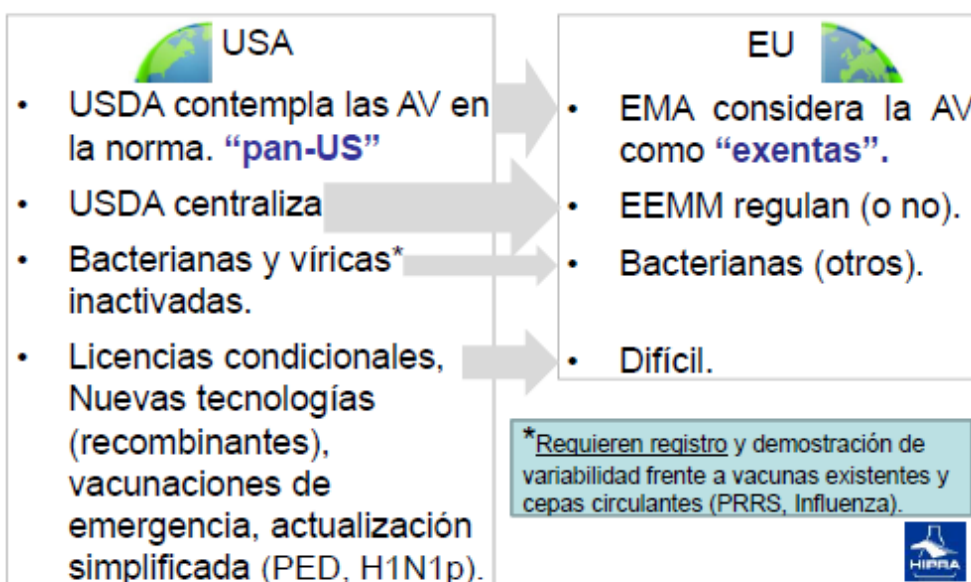 USA
• USDA contempla las AV en
la norma. “pan-US”
• USDA centraliza
• Bacterianas y víricas*
inactivadas.
• Licencias condicionales,
Nuevas tecnologías
(recombinantes),
vacunaciones de
emergencia, actualización
simplificada (PED, H1N1p).
EU
• EMA considera la AV
como “exentas”.
• EEMM regulan (o no).
• Bacterianas (otros).
• Difícil.
*Requieren registro y demostración de
variabilidad frente a vacunas existentes y
cepas circulantes (PRRS, Influenza).
HIPRA